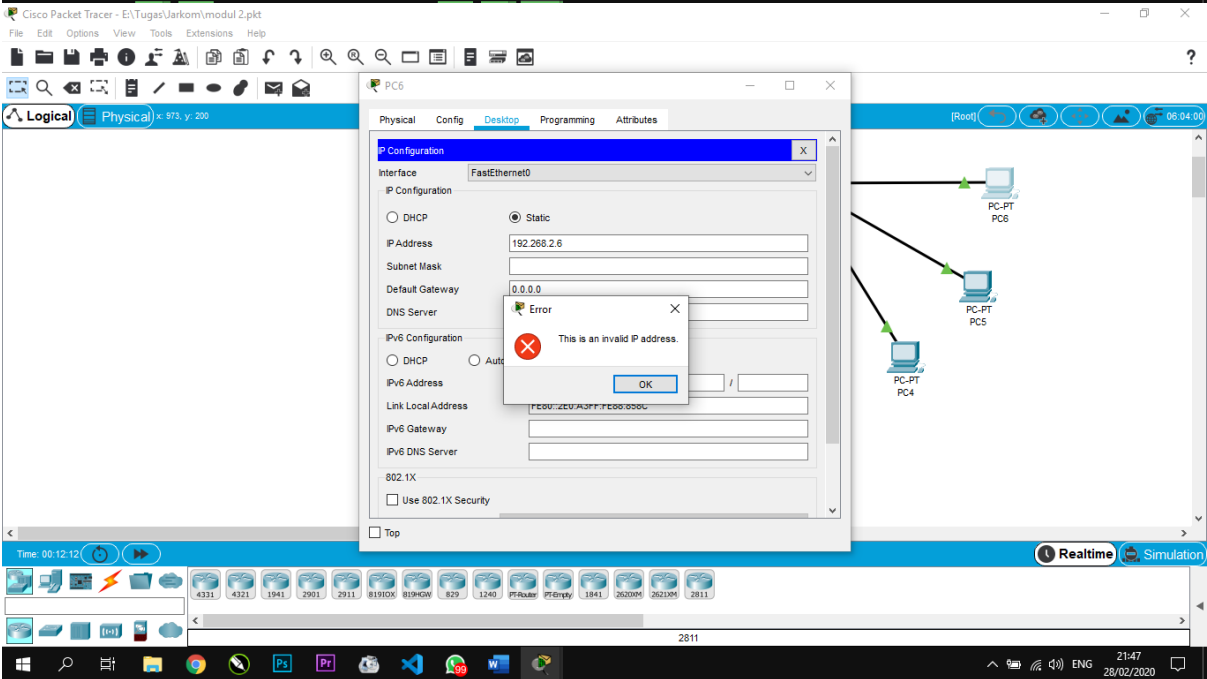 Cisco Packet Tracer - E:\Tugas\Jarkom\modul 2.pkt
File Edit Options View Tools Extensions Help
?
PC6
Logical Physical x: 973, y: 200
[Root] 06:04:00
Physical Config Desktop Programming Attributes
IP Configuration X
Interface FastEthernet0
IP Configuration
DHCP Static
IP Address 192.168.2.6
Subnet Mask
Default Gateway 0.0.0.0
DNS Server
Error
This is an invalid IP address.
OK
IPv6 Configuration
DHCP Auto
IPv6 Address /
Link Local Address FE80::2E0:A3FF:FE88:858C
IPv6 Gateway
IPv6 DNS Server
802.1X
Use 802.1X Security
Top
PC-PT
PC6
PC-PT
PC5
PC-PT
PC4
Time: 00:12:12
Realtime Simulation
4331 4321 1941 2901 2911 819IOX 819HGW 829 1240 PT-Router PT-Empty 1841 2620XM 2621XM 2811
2811
Ps Pr 99 W
ENG
21:47
28/02/2020